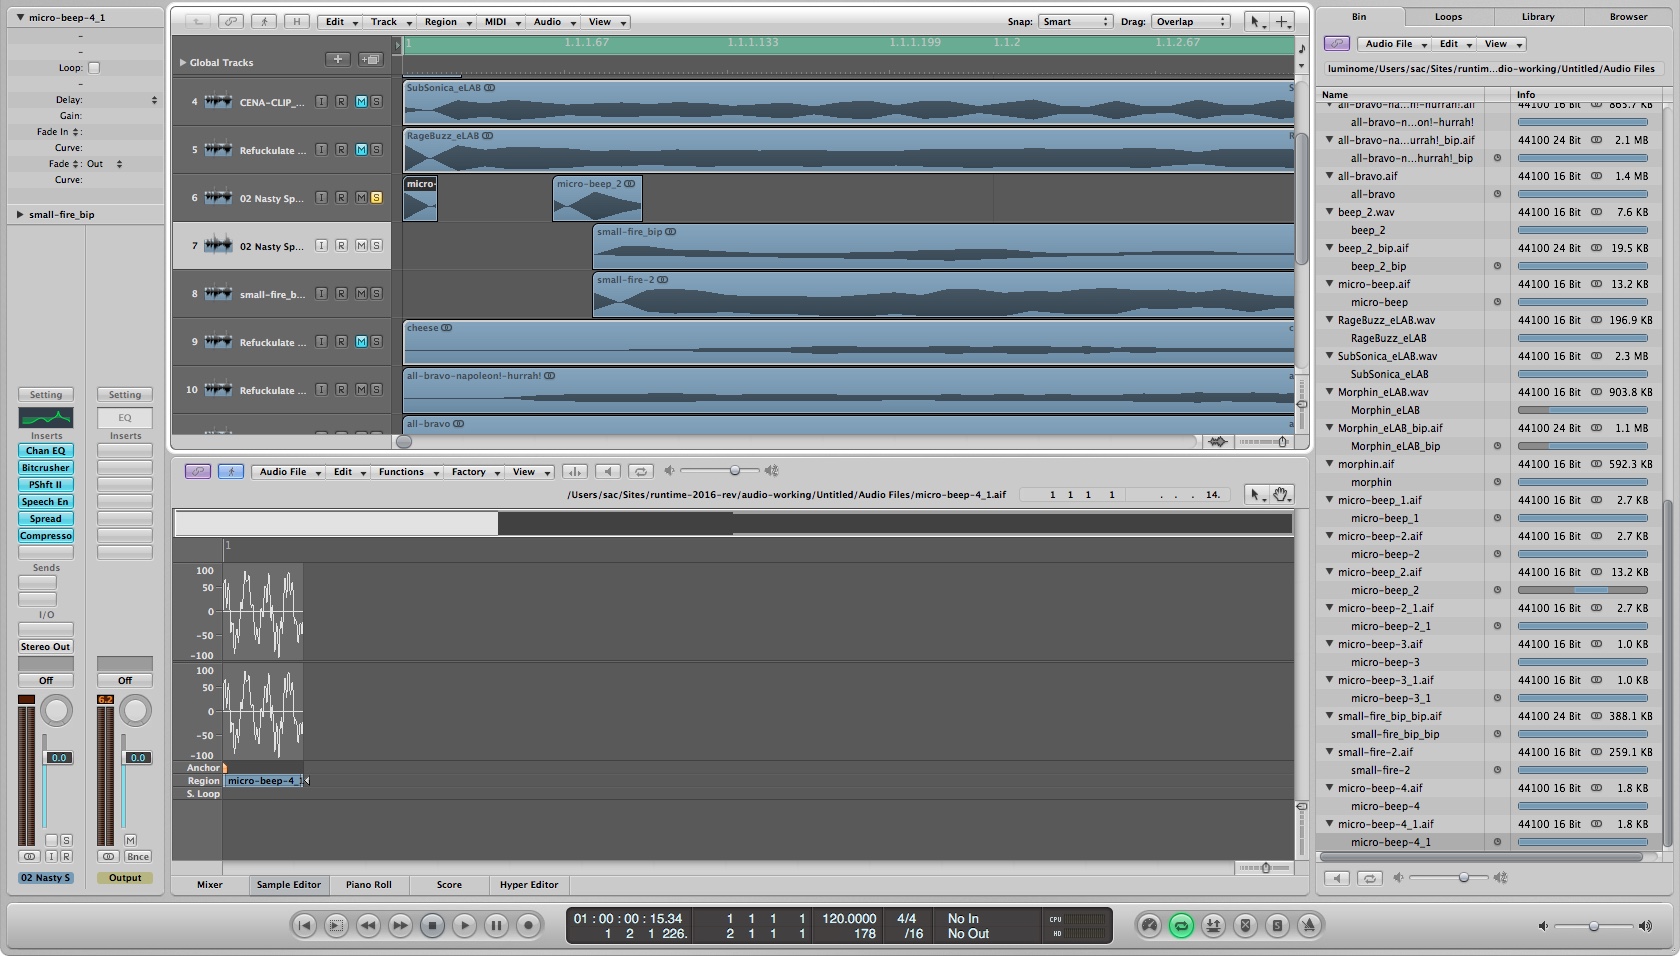 micro-beep-4_1
-
-
Loop:
-
Delay:
Gain:
Fade In :
Curve:
Fade : Out
Curve:
small-fire_bip
Setting Setting
EQ
Inserts Inserts
Chan EQ
Bitcrusher
PShft II
Speech En
Spread
Compresso
Sends
I/O
Stereo Out
Off Off
6.2
0.0 0.0
S M
I R Bnce
02 Nasty S Output
H Edit Track Region MIDI Audio View Snap: Smart Drag: Overlap
1 1.1.1.67 1.1.1.133 1.1.1.199 1.1.2 1.1.2.67
Global Tracks
4 CENA-CLIP_... I R M S SubSonica_eLAB S
5 Refuckulate ... I R M S RageBuzz_eLAB
6 02 Nasty Sp... I R M S micro- micro-beep_2
7 02 Nasty Sp... I R M S small-fire_bip
8 small-fire_b... I R M S small-fire-2
9 Refuckulate ... I R M S cheese c
10 Refuckulate ... I R M S all-bravo-napoleon!-hurrah! a
all-bravo a
Audio File Edit Functions Factory View
/Users/sac/Sites/runtime-2016-rev/audio-working/Untitled/Audio Files/micro-beep-4_1.aif 1 1 1 1 . . . 14.
1
100
50
0
-50
-100
100
50
0
-50
-100
Anchor
Region micro-beep-4_1
S. Loop
Mixer Sample Editor Piano Roll Score Hyper Editor
Bin Loops Library Browser
Audio File Edit View
luminome/Users/sac/Sites/runtim...dio-working/Untitled/Audio Files
Name Info
all-bravo-na...n!-hurrah!.aif 44100 16 Bit 865.7 KB
all-bravo-n...on!-hurrah!
all-bravo-na...urrah!_bip.aif 44100 24 Bit 2.1 MB
all-bravo-n...hurrah!_bip
all-bravo.aif 44100 16 Bit 1.4 MB
all-bravo
beep_2.wav 44100 16 Bit 7.6 KB
beep_2
beep_2_bip.aif 44100 24 Bit 19.5 KB
beep_2_bip
micro-beep.aif 44100 16 Bit 13.2 KB
micro-beep
RageBuzz_eLAB.wav 44100 16 Bit 196.9 KB
RageBuzz_eLAB
SubSonica_eLAB.wav 44100 16 Bit 2.3 MB
SubSonica_eLAB
Morphin_eLAB.wav 44100 16 Bit 903.8 KB
Morphin_eLAB
Morphin_eLAB_bip.aif 44100 24 Bit 1.1 MB
Morphin_eLAB_bip
morphin.aif 44100 16 Bit 592.3 KB
morphin
micro-beep_1.aif 44100 16 Bit 2.7 KB
micro-beep_1
micro-beep-2.aif 44100 16 Bit 2.7 KB
micro-beep-2
micro-beep_2.aif 44100 16 Bit 13.2 KB
micro-beep_2
micro-beep-2_1.aif 44100 16 Bit 2.7 KB
micro-beep-2_1
micro-beep-3.aif 44100 16 Bit 1.0 KB
micro-beep-3
micro-beep-3_1.aif 44100 16 Bit 1.0 KB
micro-beep-3_1
small-fire_bip_bip.aif 44100 24 Bit 388.1 KB
small-fire_bip_bip
small-fire-2.aif 44100 16 Bit 259.1 KB
small-fire-2
micro-beep-4.aif 44100 16 Bit 1.8 KB
micro-beep-4
micro-beep-4_1.aif 44100 16 Bit 1.8 KB
micro-beep-4_1
01 : 00 : 00 : 15.34 1 1 1 1 120.0000 4/4 No In CPU
1 2 1 226. 2 1 1 1 178 /16 No Out HD
S